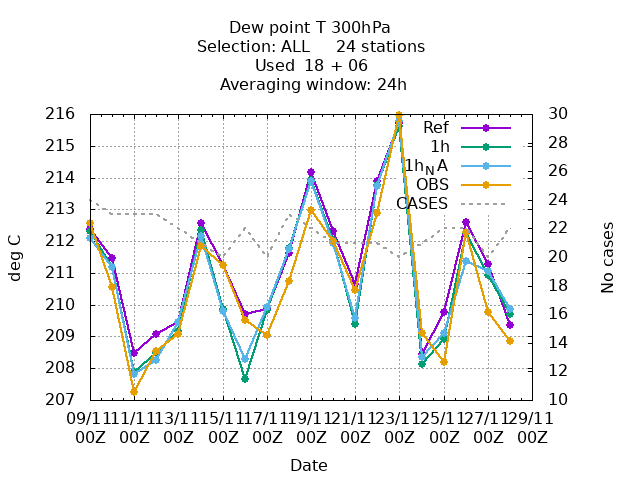 Dew point T 300hPa
Selection: ALL 24 stations
Used 18 + 06
Averaging window: 24h
216
215
214
213
212
211
210
209
208
207
deg C
30
28
26
24
22
20
18
16
14
12
10
No cases
Ref
1h
1h_N A
OBS
CASES
09/11 11/11 13/11 15/11 17/11 19/11 21/11 23/11 25/11 27/11 29/11
00Z 00Z 00Z 00Z 00Z 00Z 00Z 00Z 00Z 00Z 00Z
Date